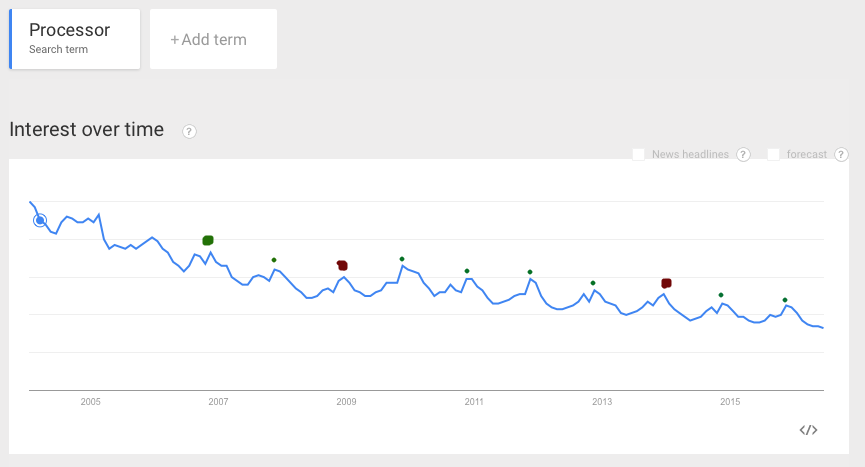 Processor
Search term
+Add term
Interest over time ?
News headlines ? forecast ?
2005 2007 2009 2011 2013 2015
</>